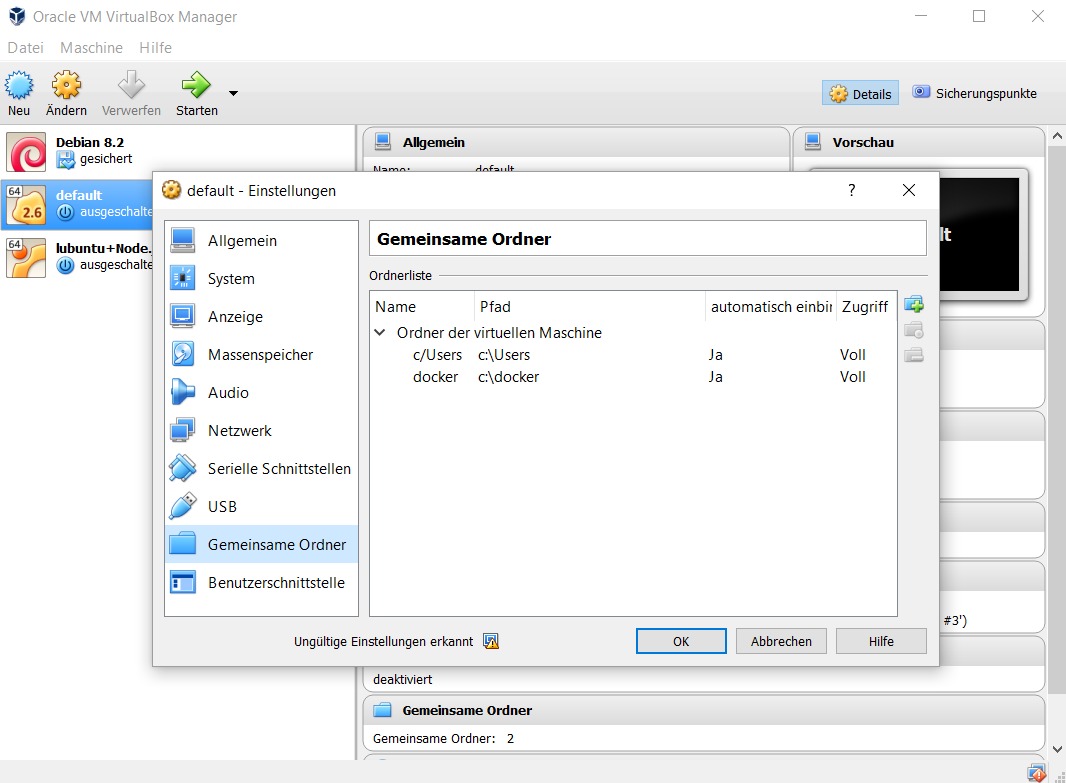 Oracle VM VirtualBox Manager
Datei Maschine Hilfe
Neu Ändern Verwerfen Starten Details Sicherungspunkte
Debian 8.2
gesichert
64
2.6
default
ausgeschalte
64
lubuntu+Node.
ausgeschalte
Allgemein
Name: default
Vorschau
lt
default - Einstellungen ?
Allgemein
System
Anzeige
Massenspeicher
Audio
Netzwerk
Serielle Schnittstellen
USB
Gemeinsame Ordner
Benutzerschnittstelle
Gemeinsame Ordner
Ordnerliste
Name Pfad automatisch einbin Zugriff
Ordner der virtuellen Maschine
c/Users c:\Users Ja Voll
docker c:\docker Ja Voll
Ungültige Einstellungen erkannt OK Abbrechen Hilfe
#3')
deaktiviert
Gemeinsame Ordner
Gemeinsame Ordner: 2